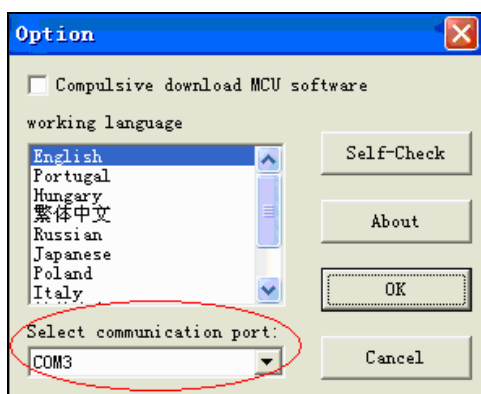 Option
Compulsive download MCU software
working language
English
Portugal
Hungary
繁体中文
Russian
Japanese
Poland
Italy
Self-Check
About
OK
Cancel
Select communication port:
COM3